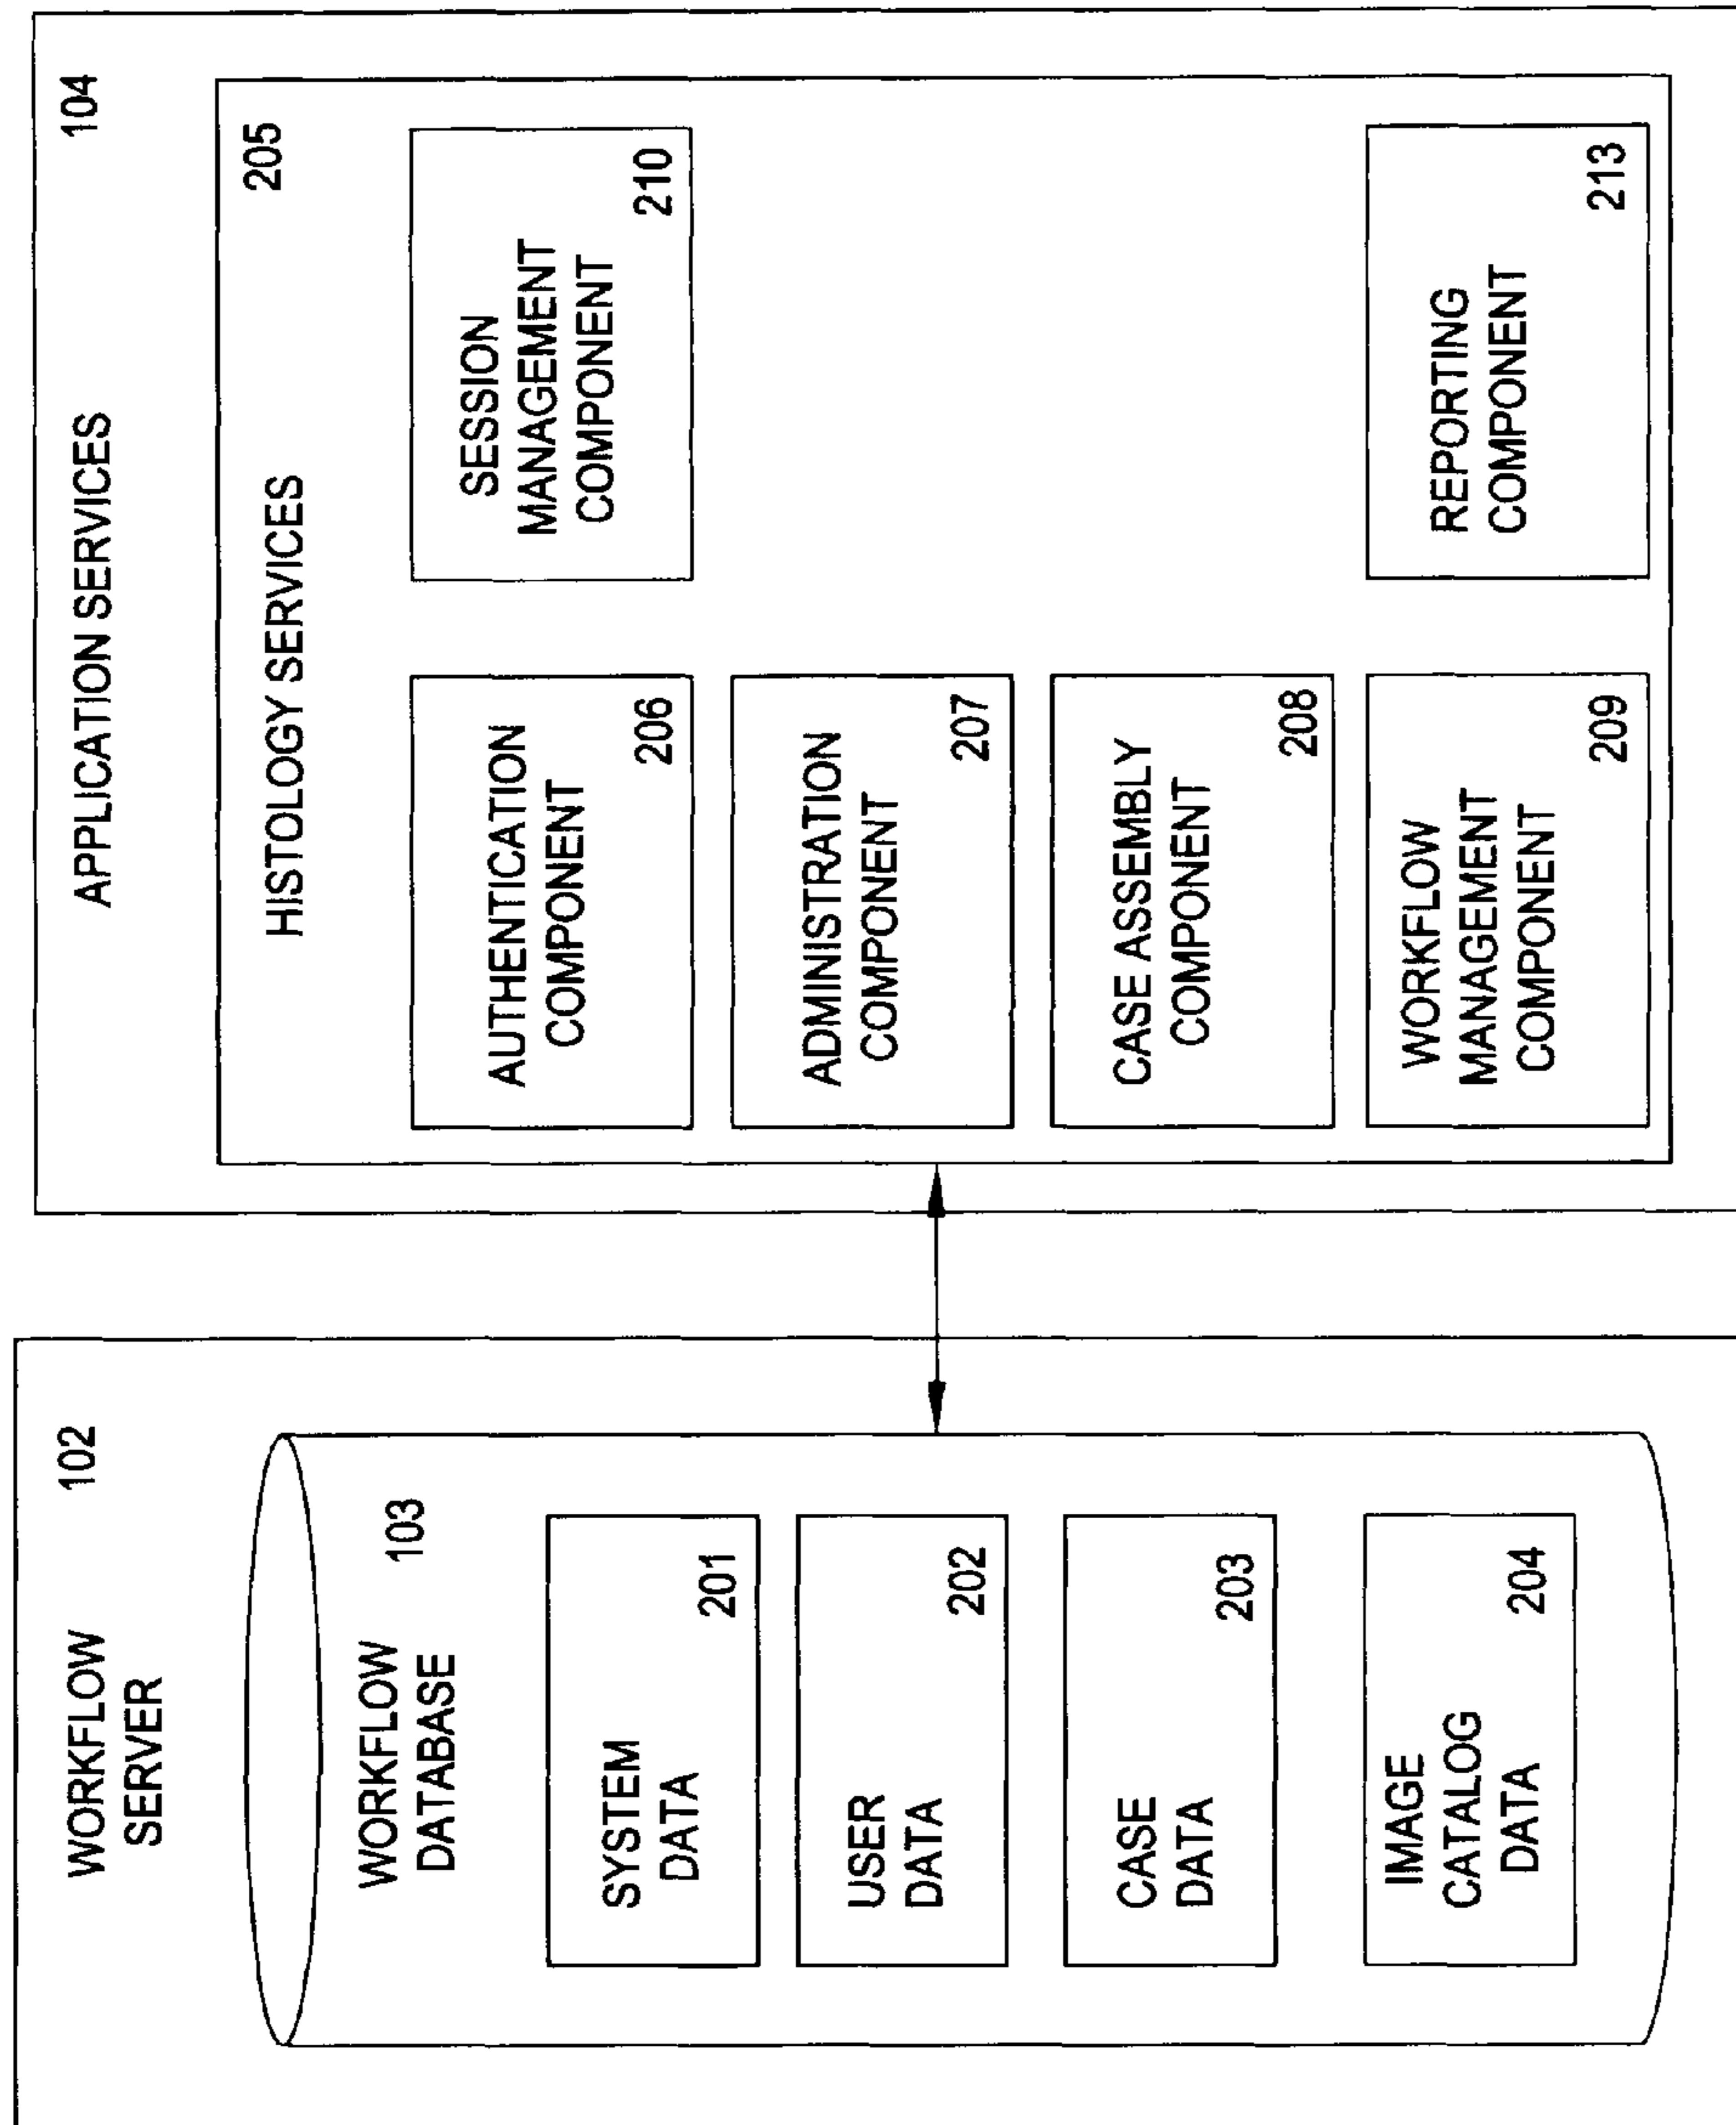 WORKFLOW
SERVER
102
WORKFLOW
DATABASE
103
SYSTEM
DATA
201
USER
DATA
202
CASE
DATA
203
IMAGE
CATALOG
DATA
204
APPLICATION SERVICES
104
HISTOLOGY SERVICES
205
AUTHENTICATION
COMPONENT
206
SESSION
MANAGEMENT
COMPONENT
210
ADMINISTRATION
COMPONENT
207
CASE ASSEMBLY
COMPONENT
208
WORKFLOW
MANAGEMENT
COMPONENT
209
REPORTING
COMPONENT
213